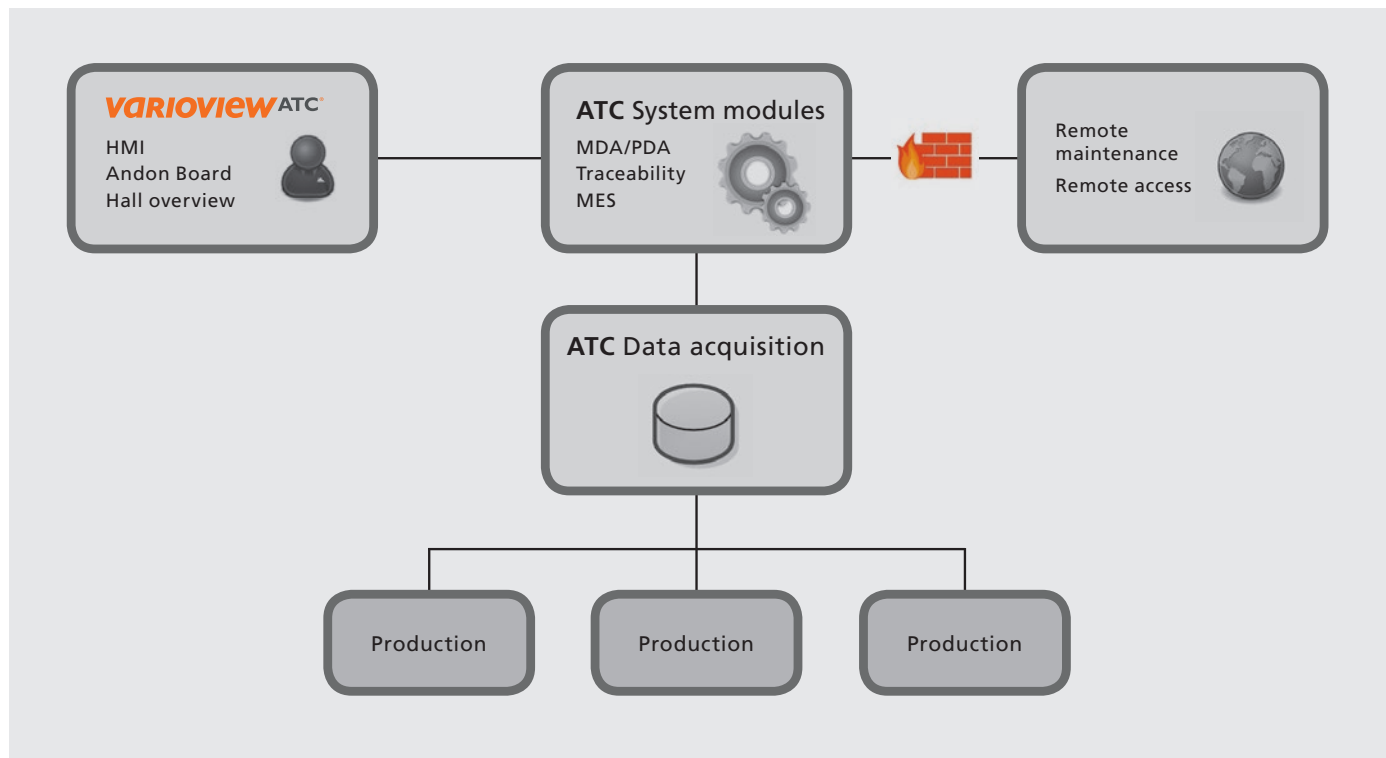 VARIOVIEW ATC
HMI
Andon Board
Hall overview
ATC System modules
MDA/PDA
Traceability
MES
Remote
maintenance
Remote access
ATC Data acquisition
Production
Production
Production